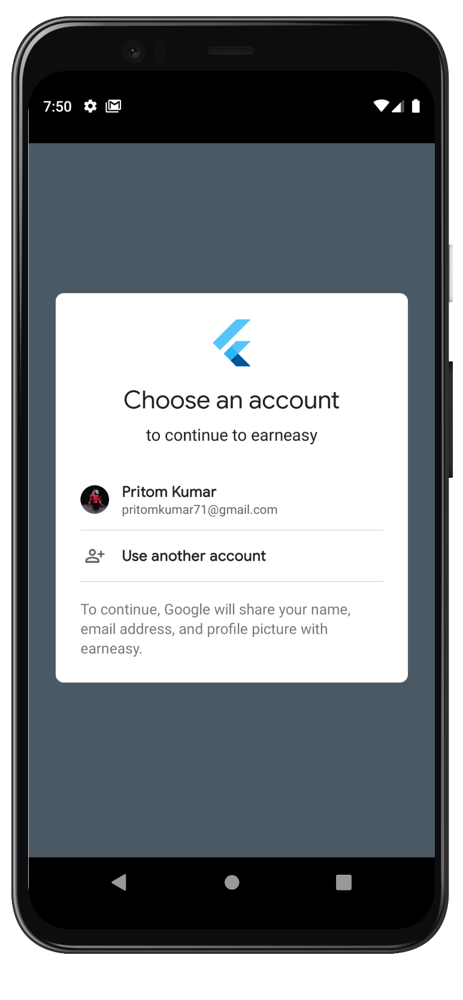 7:50
Choose an account
to continue to earneasy
Pritom Kumar
pritomkumar71@gmail.com
Use another account
To continue, Google will share your name,
email address, and profile picture with
earneasy.